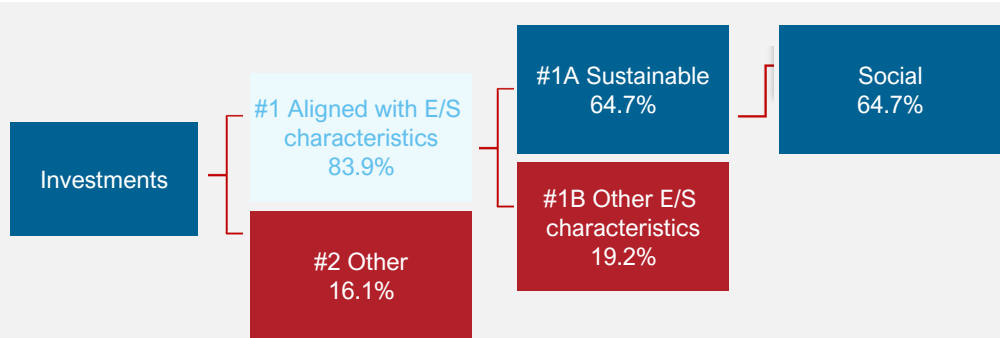 Investments
#1 Aligned with E/S
characteristics
83.9%
#2 Other
16.1%
#1A Sustainable
64.7%
#1B Other E/S
characteristics
19.2%
Social
64.7%